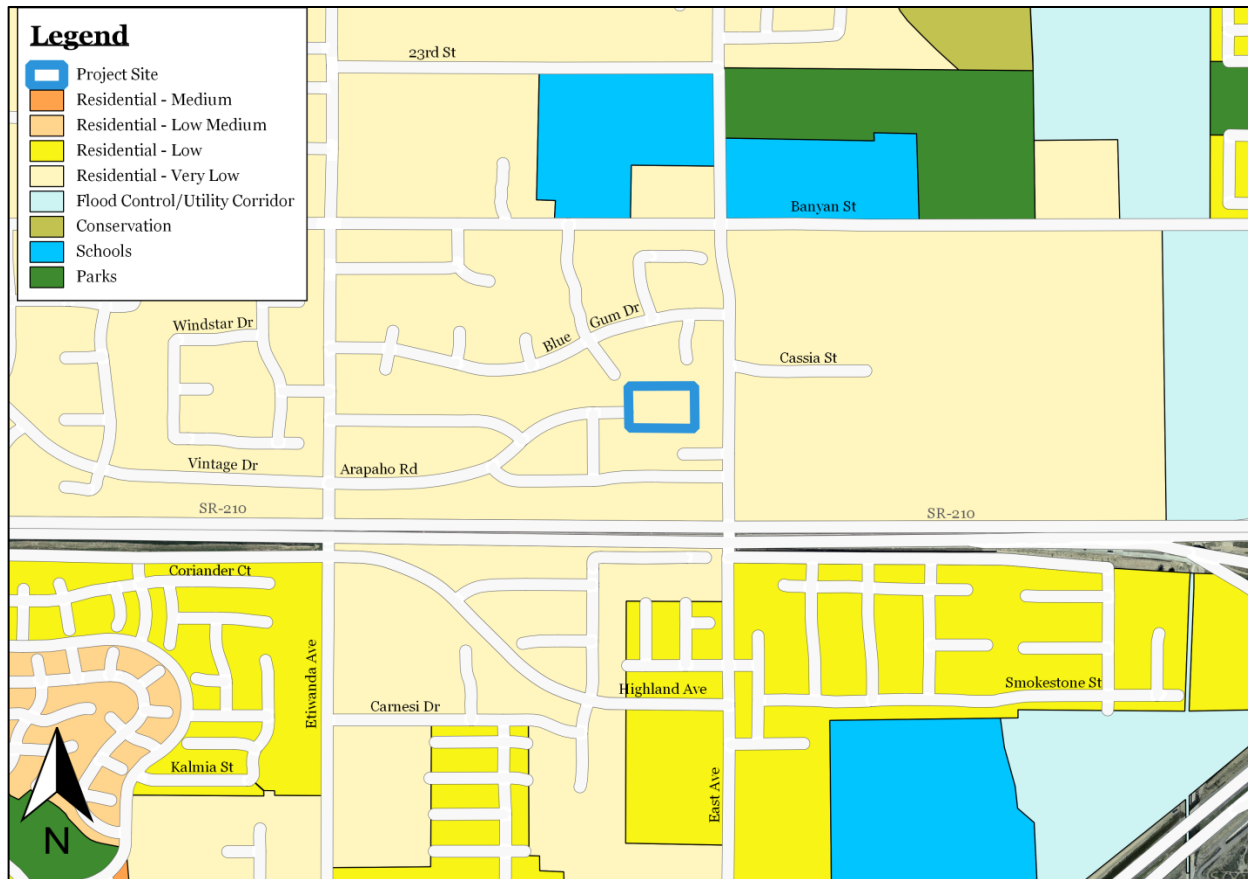 Legend
Project Site
Residential - Medium
Residential - Low Medium
Residential - Low
Residential - Very Low
Flood Control/Utility Corridor
Conservation
Schools
Parks
23rd St
Banyan St
Windstar Dr
Blue Gum Dr
Cassia St
Vintage Dr
Arapaho Rd
SR-210
SR-210
Coriander Ct
Etiwanda Ave
Highland Ave
Smokestone St
Carnesi Dr
Kalmia St
East Ave
N